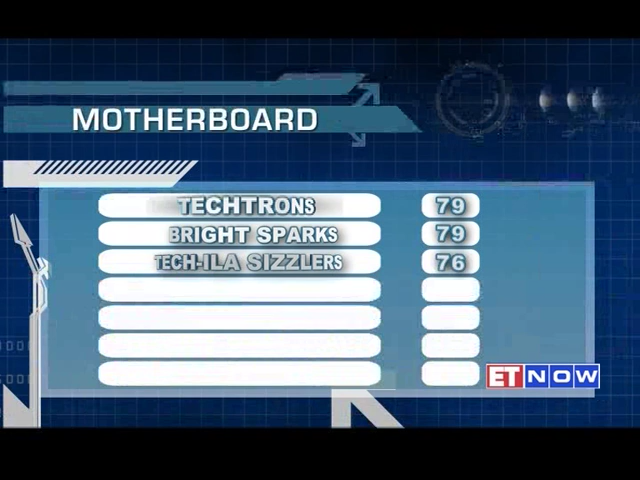 MOTHERBOARD
TECHTRONS 79
BRIGHT SPARKS 79
TECH-ILA SIZZLERS 76
ET NOW